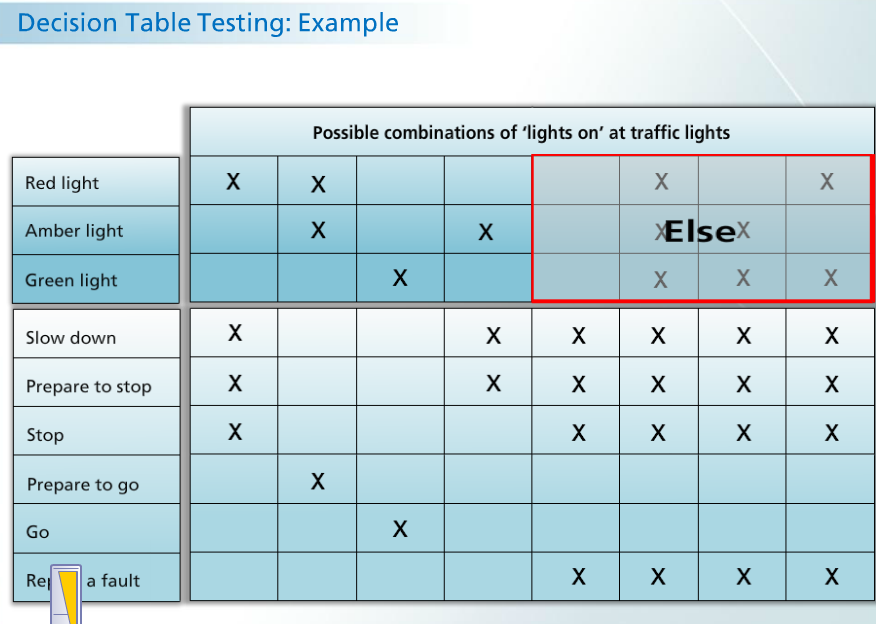 Decision Table Testing: Example
Possible combinations of 'lights on' at traffic lights
Red light X X X X
Amber light X X X Else X
Green light X X X X
Slow down X X X X X X
Prepare to stop X X X X X X
Stop X X X X X
Prepare to go X
Go X
a fault X X X X